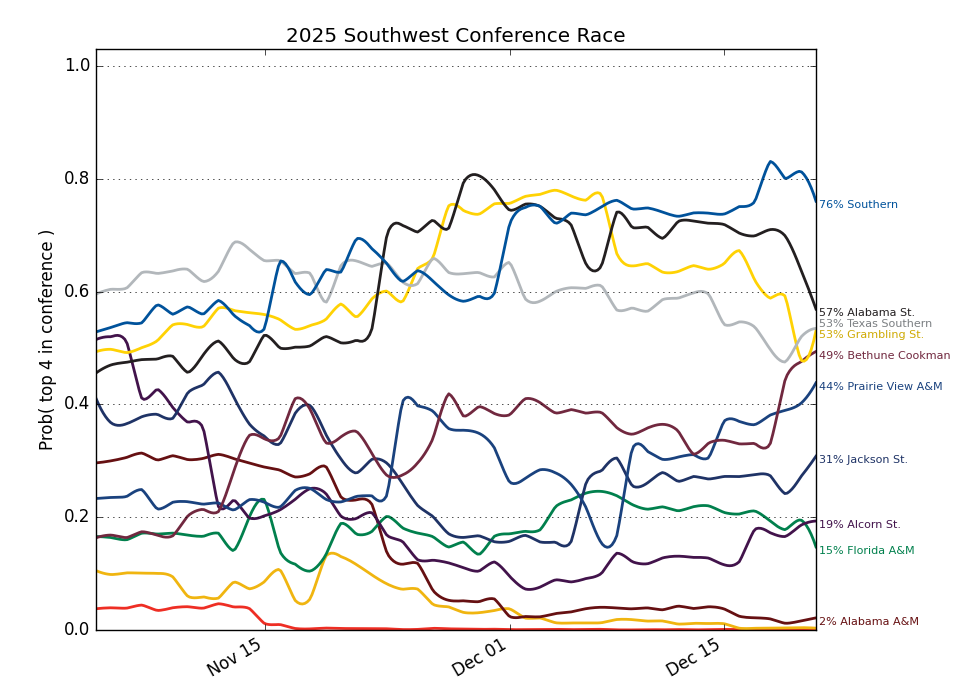 2025 Southwest Conference Race
Prob( top 4 in conference )
1.0
0.8
0.6
0.4
0.2
0.0
Nov 15
Dec 01
Dec 15
76% Southern
57% Alabama St.
53% Texas Southern
53% Grambling St.
49% Bethune Cookman
44% Prairie View A&M
31% Jackson St.
19% Alcorn St.
15% Florida A&M
2% Alabama A&M